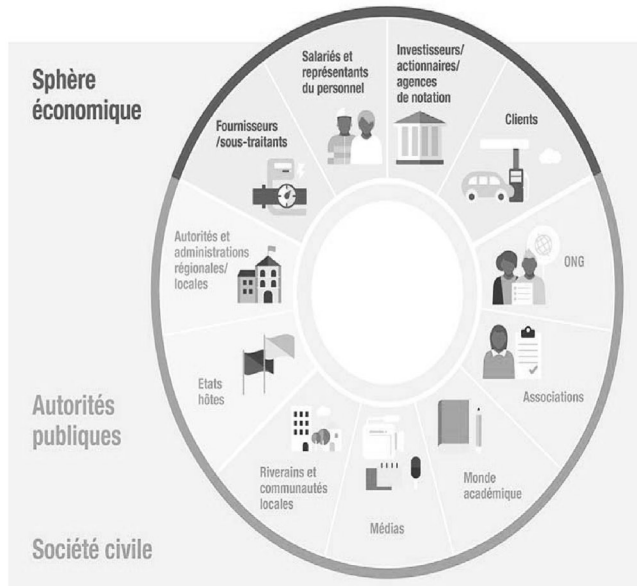 Sphère
économique
Salariés et
représentants
du personnel
Investisseurs/
actionnaires/
agences
de notation
Clients
Fournisseurs
/sous-traitants
Autorités et
administrations
régionales/
locales
ONG
Etats
hôtes
Associations
Autorités
publiques
Riverains et
communautés
locales
Médias
Monde
académique
Société civile